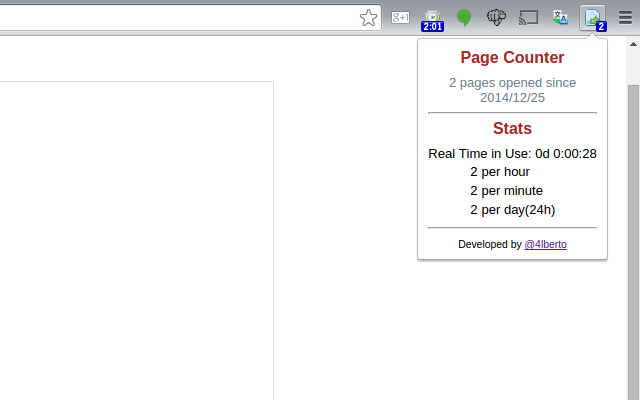 g+1
2:01
2
Page Counter
2 pages opened since
2014/12/25
Stats
Real Time in Use: 0d 0:00:28
2 per hour
2 per minute
2 per day(24h)
Developed by @4lberto